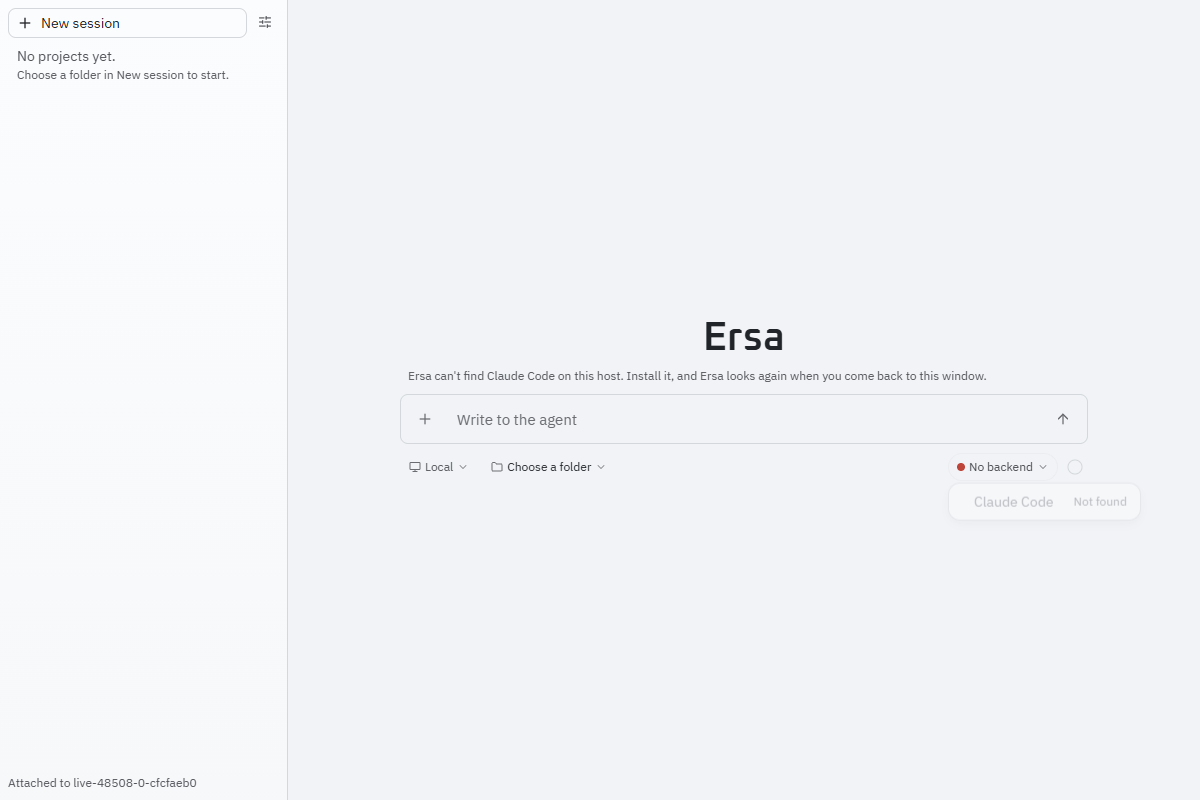 New session
No projects yet.
Choose a folder in New session to start.
Ersa
Ersa can't find Claude Code on this host. Install it, and Ersa looks again when you come back to this window.
Write to the agent
Local
Choose a folder
No backend
Claude Code Not found
Attached to live-48508-0-cfcfaeb0